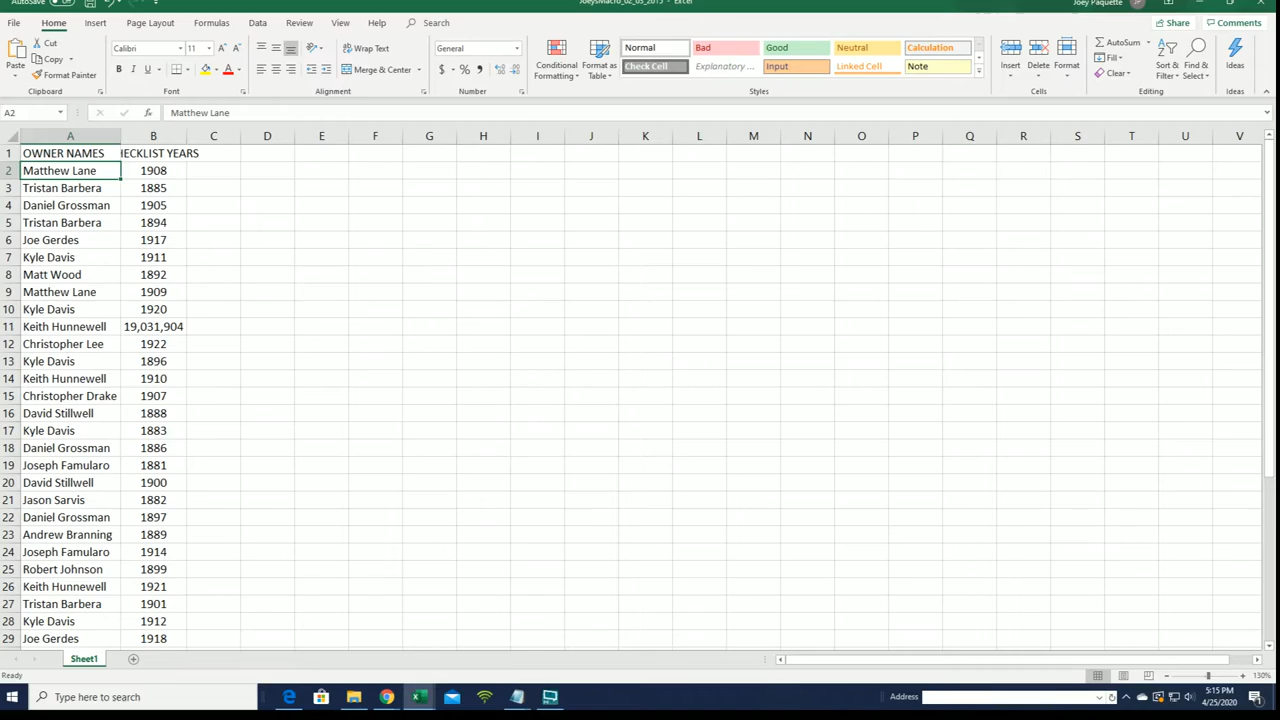 AutoSave
JoeysMacro_02_05_2015 - Excel
Joey Paquette
JP
File Home Insert Page Layout Formulas Data Review View Help Search Share Comments
Paste Cut Copy Format Painter Clipboard
Calibri 11 B I U A A A Font
Wrap Text Merge & Center Alignment
General $ % Number
Conditional Formatting Format as Table
Normal Bad Good Neutral Calculation
Check Cell Explanatory ... Input Linked Cell Note
Styles
Insert Delete Format Cells
AutoSum Fill Clear Sort & Filter Find & Select Editing
Ideas Ideas
A2 fx Matthew Lane
A B C D E F G H I J K L M N O P Q R S T U V
1 OWNER NAMES HECKLIST YEARS
2 Matthew Lane 1908
3 Tristan Barbera 1885
4 Daniel Grossman 1905
5 Tristan Barbera 1894
6 Joe Gerdes 1917
7 Kyle Davis 1911
8 Matt Wood 1892
9 Matthew Lane 1909
10 Kyle Davis 1920
11 Keith Hunnewell 19,031,904
12 Christopher Lee 1922
13 Kyle Davis 1896
14 Keith Hunnewell 1910
15 Christopher Drake 1907
16 David Stillwell 1888
17 Kyle Davis 1883
18 Daniel Grossman 1886
19 Joseph Famularo 1881
20 David Stillwell 1900
21 Jason Sarvis 1882
22 Daniel Grossman 1897
23 Andrew Branning 1889
24 Joseph Famularo 1914
25 Robert Johnson 1899
26 Keith Hunnewell 1921
27 Tristan Barbera 1901
28 Kyle Davis 1912
29 Joe Gerdes 1918
Sheet1
Ready 130%
Type here to search Address 5:15 PM
4/25/2020